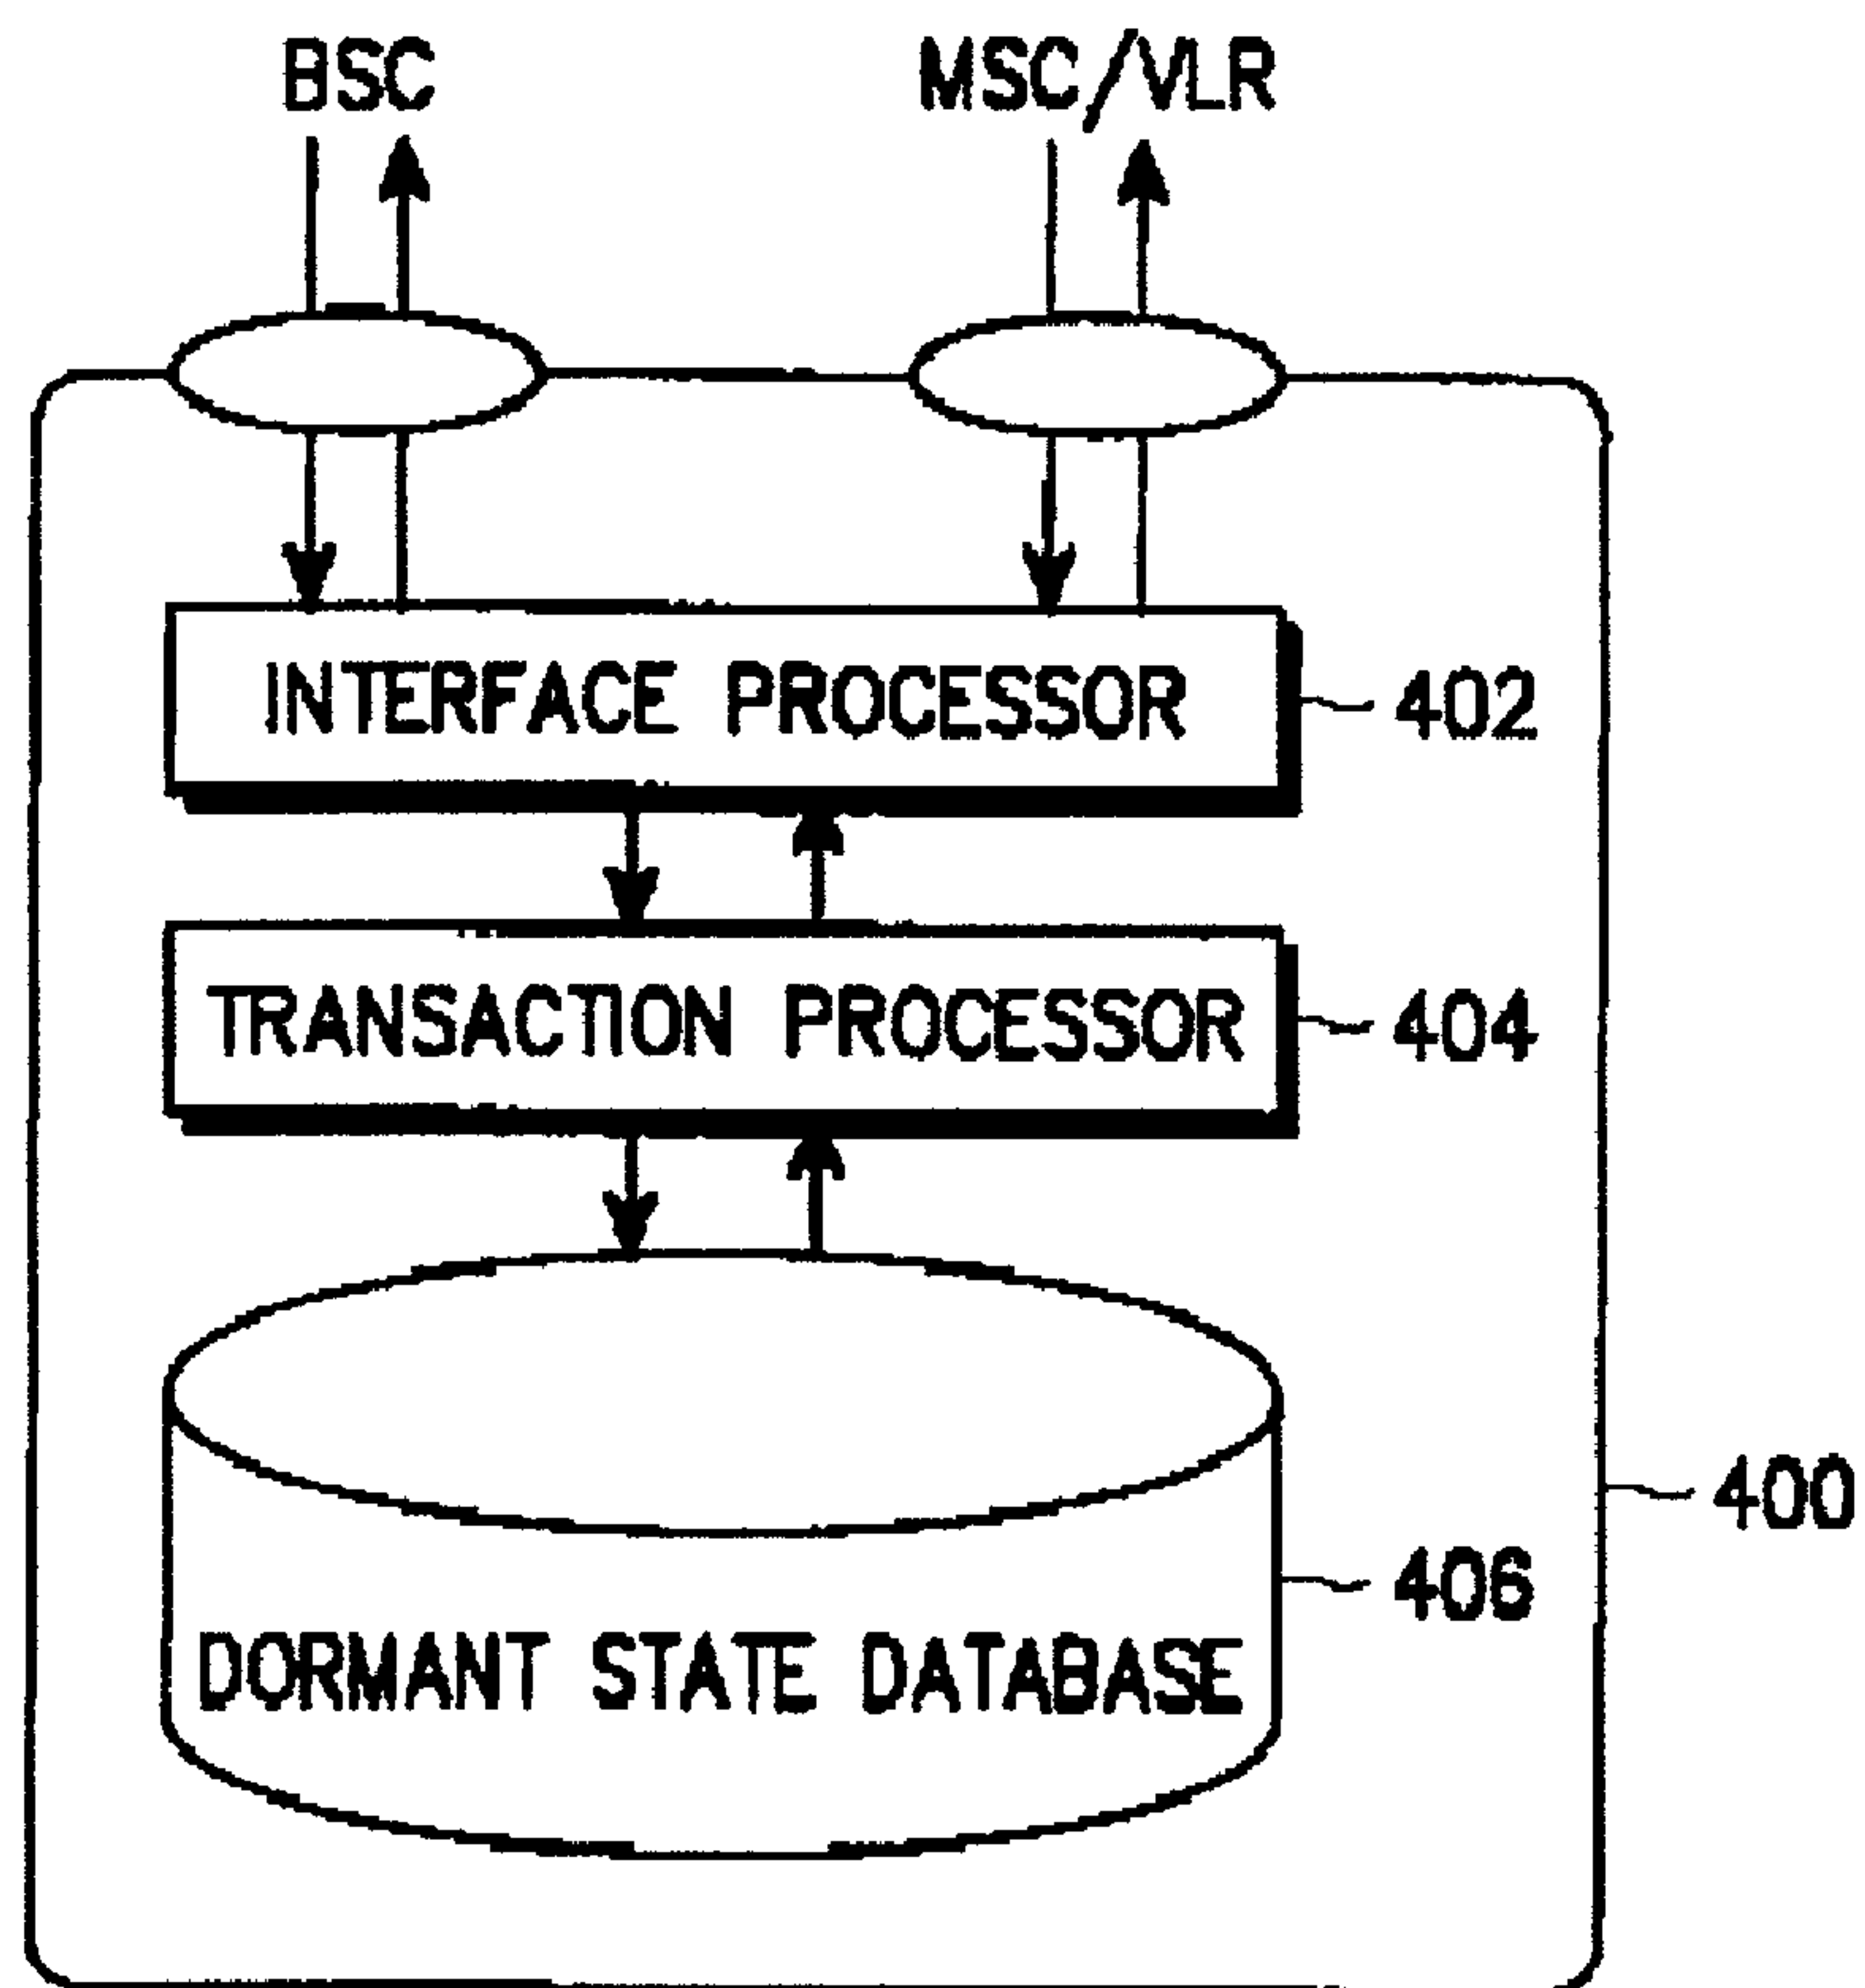 BSC MSC/VLR
INTERFACE PROCESSOR 402
TRANSACTION PROCESSOR 404
400
406
DORMANT STATE DATABASE